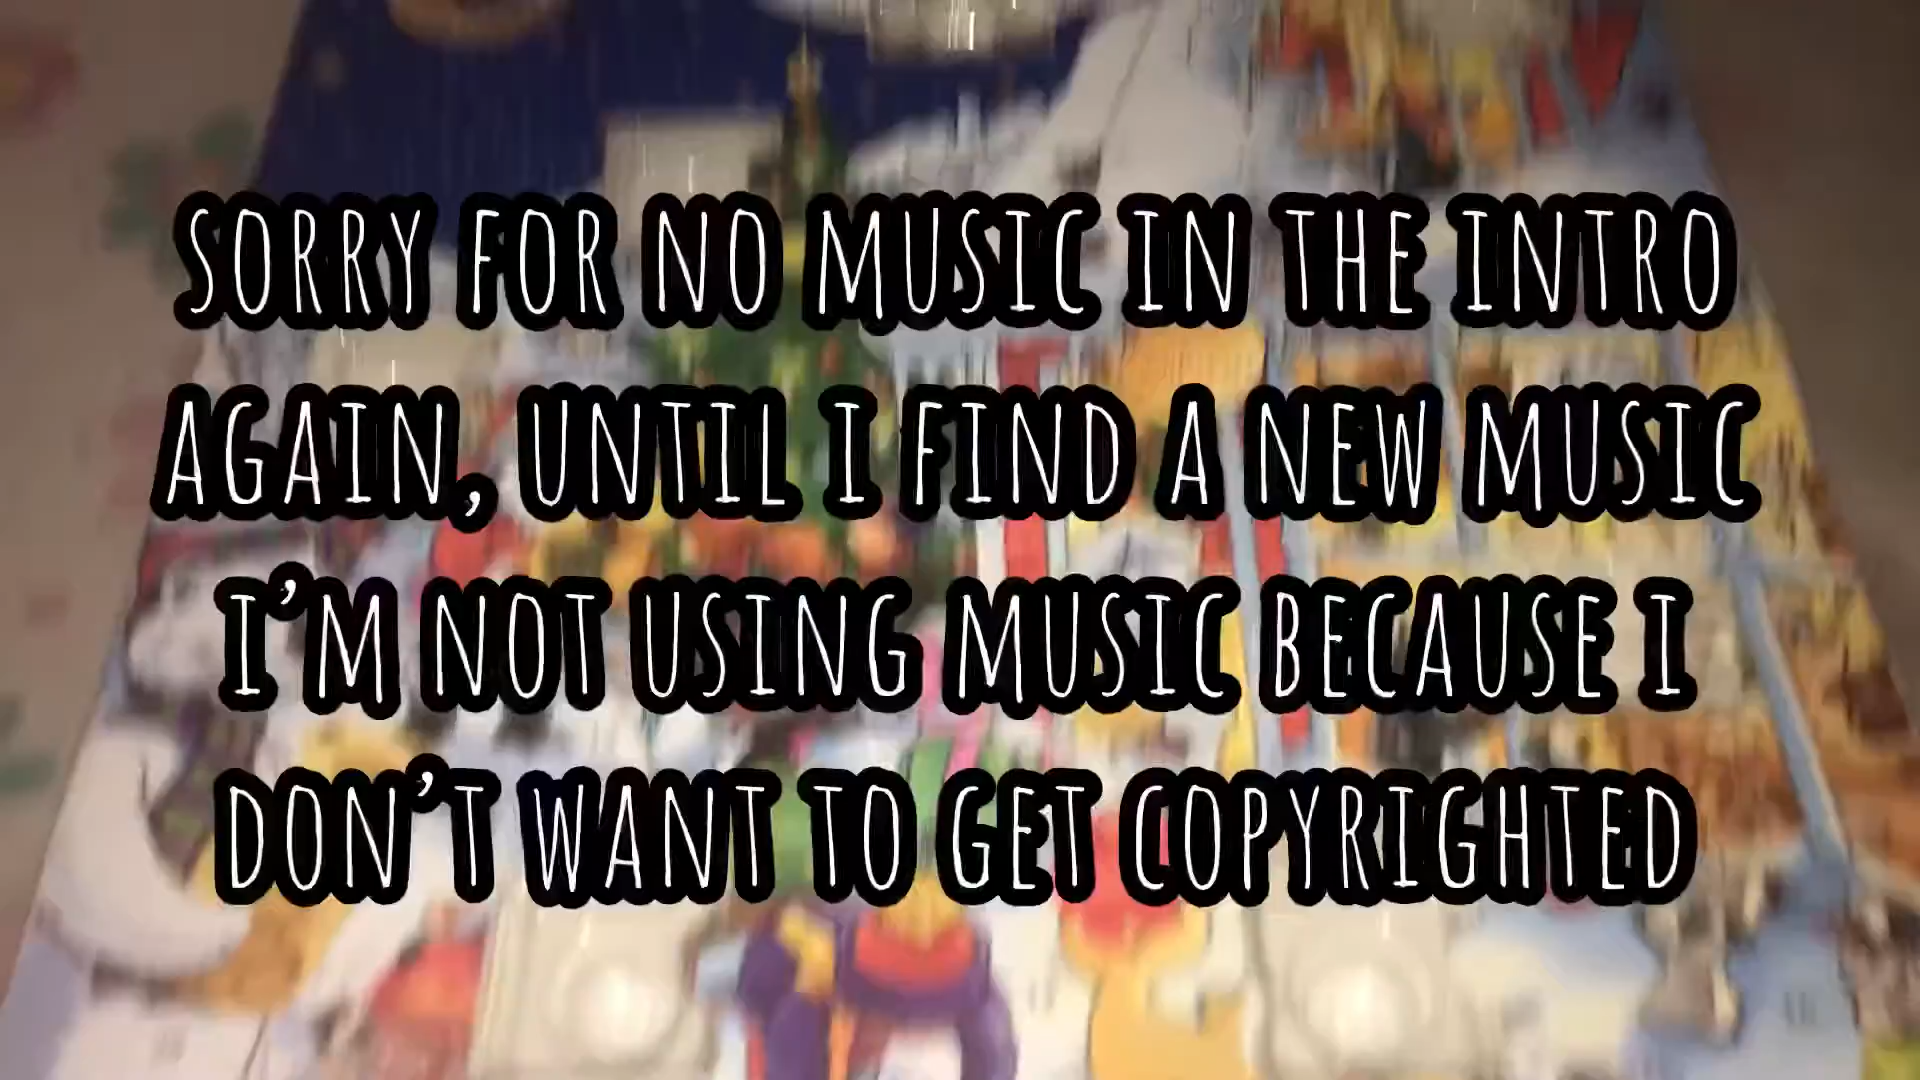 SORRY FOR NO MUSIC IN THE INTRO
AGAIN, UNTIL I FIND A NEW MUSIC
I'M NOT USING MUSIC BECAUSE I
DON'T WANT TO GET COPYRIGHTED